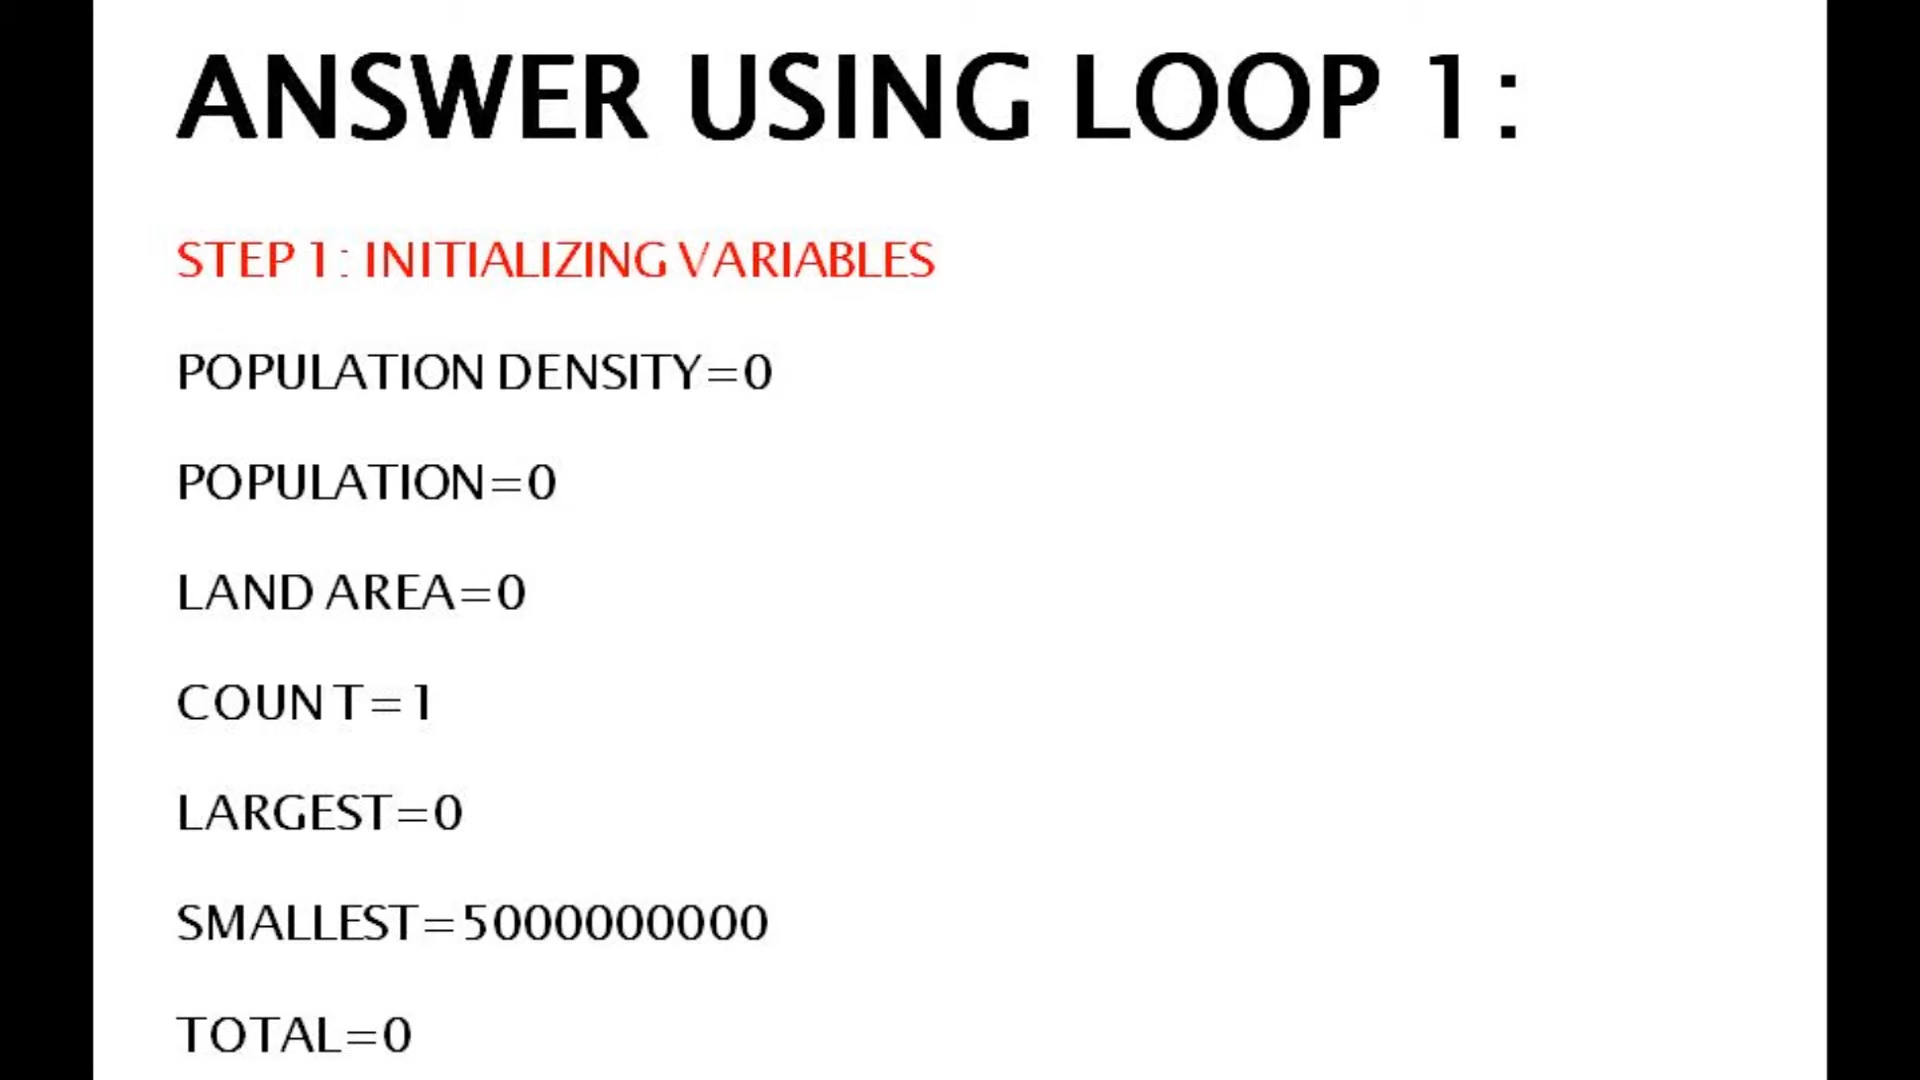 ANSWER USING LOOP 1:
STEP 1: INITIALIZING VARIABLES
POPULATION DENSITY=0
POPULATION=0
LAND AREA=0
COUNT=1
LARGEST=0
SMALLEST=5000000000
TOTAL=0